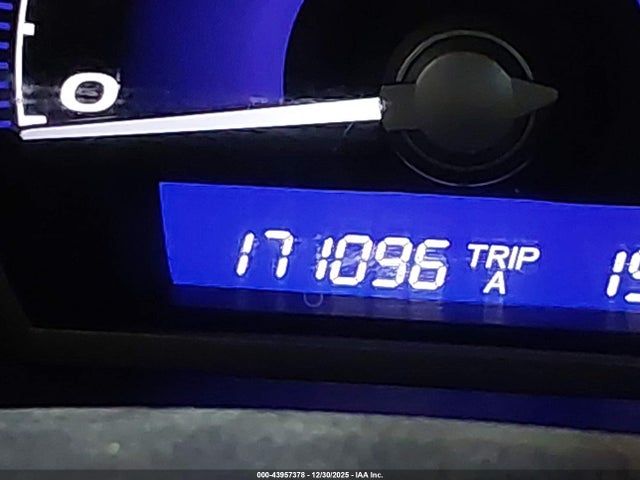 0
171096 TRIP
A
000-43957378 - 12/30/2025 - IAA Inc.